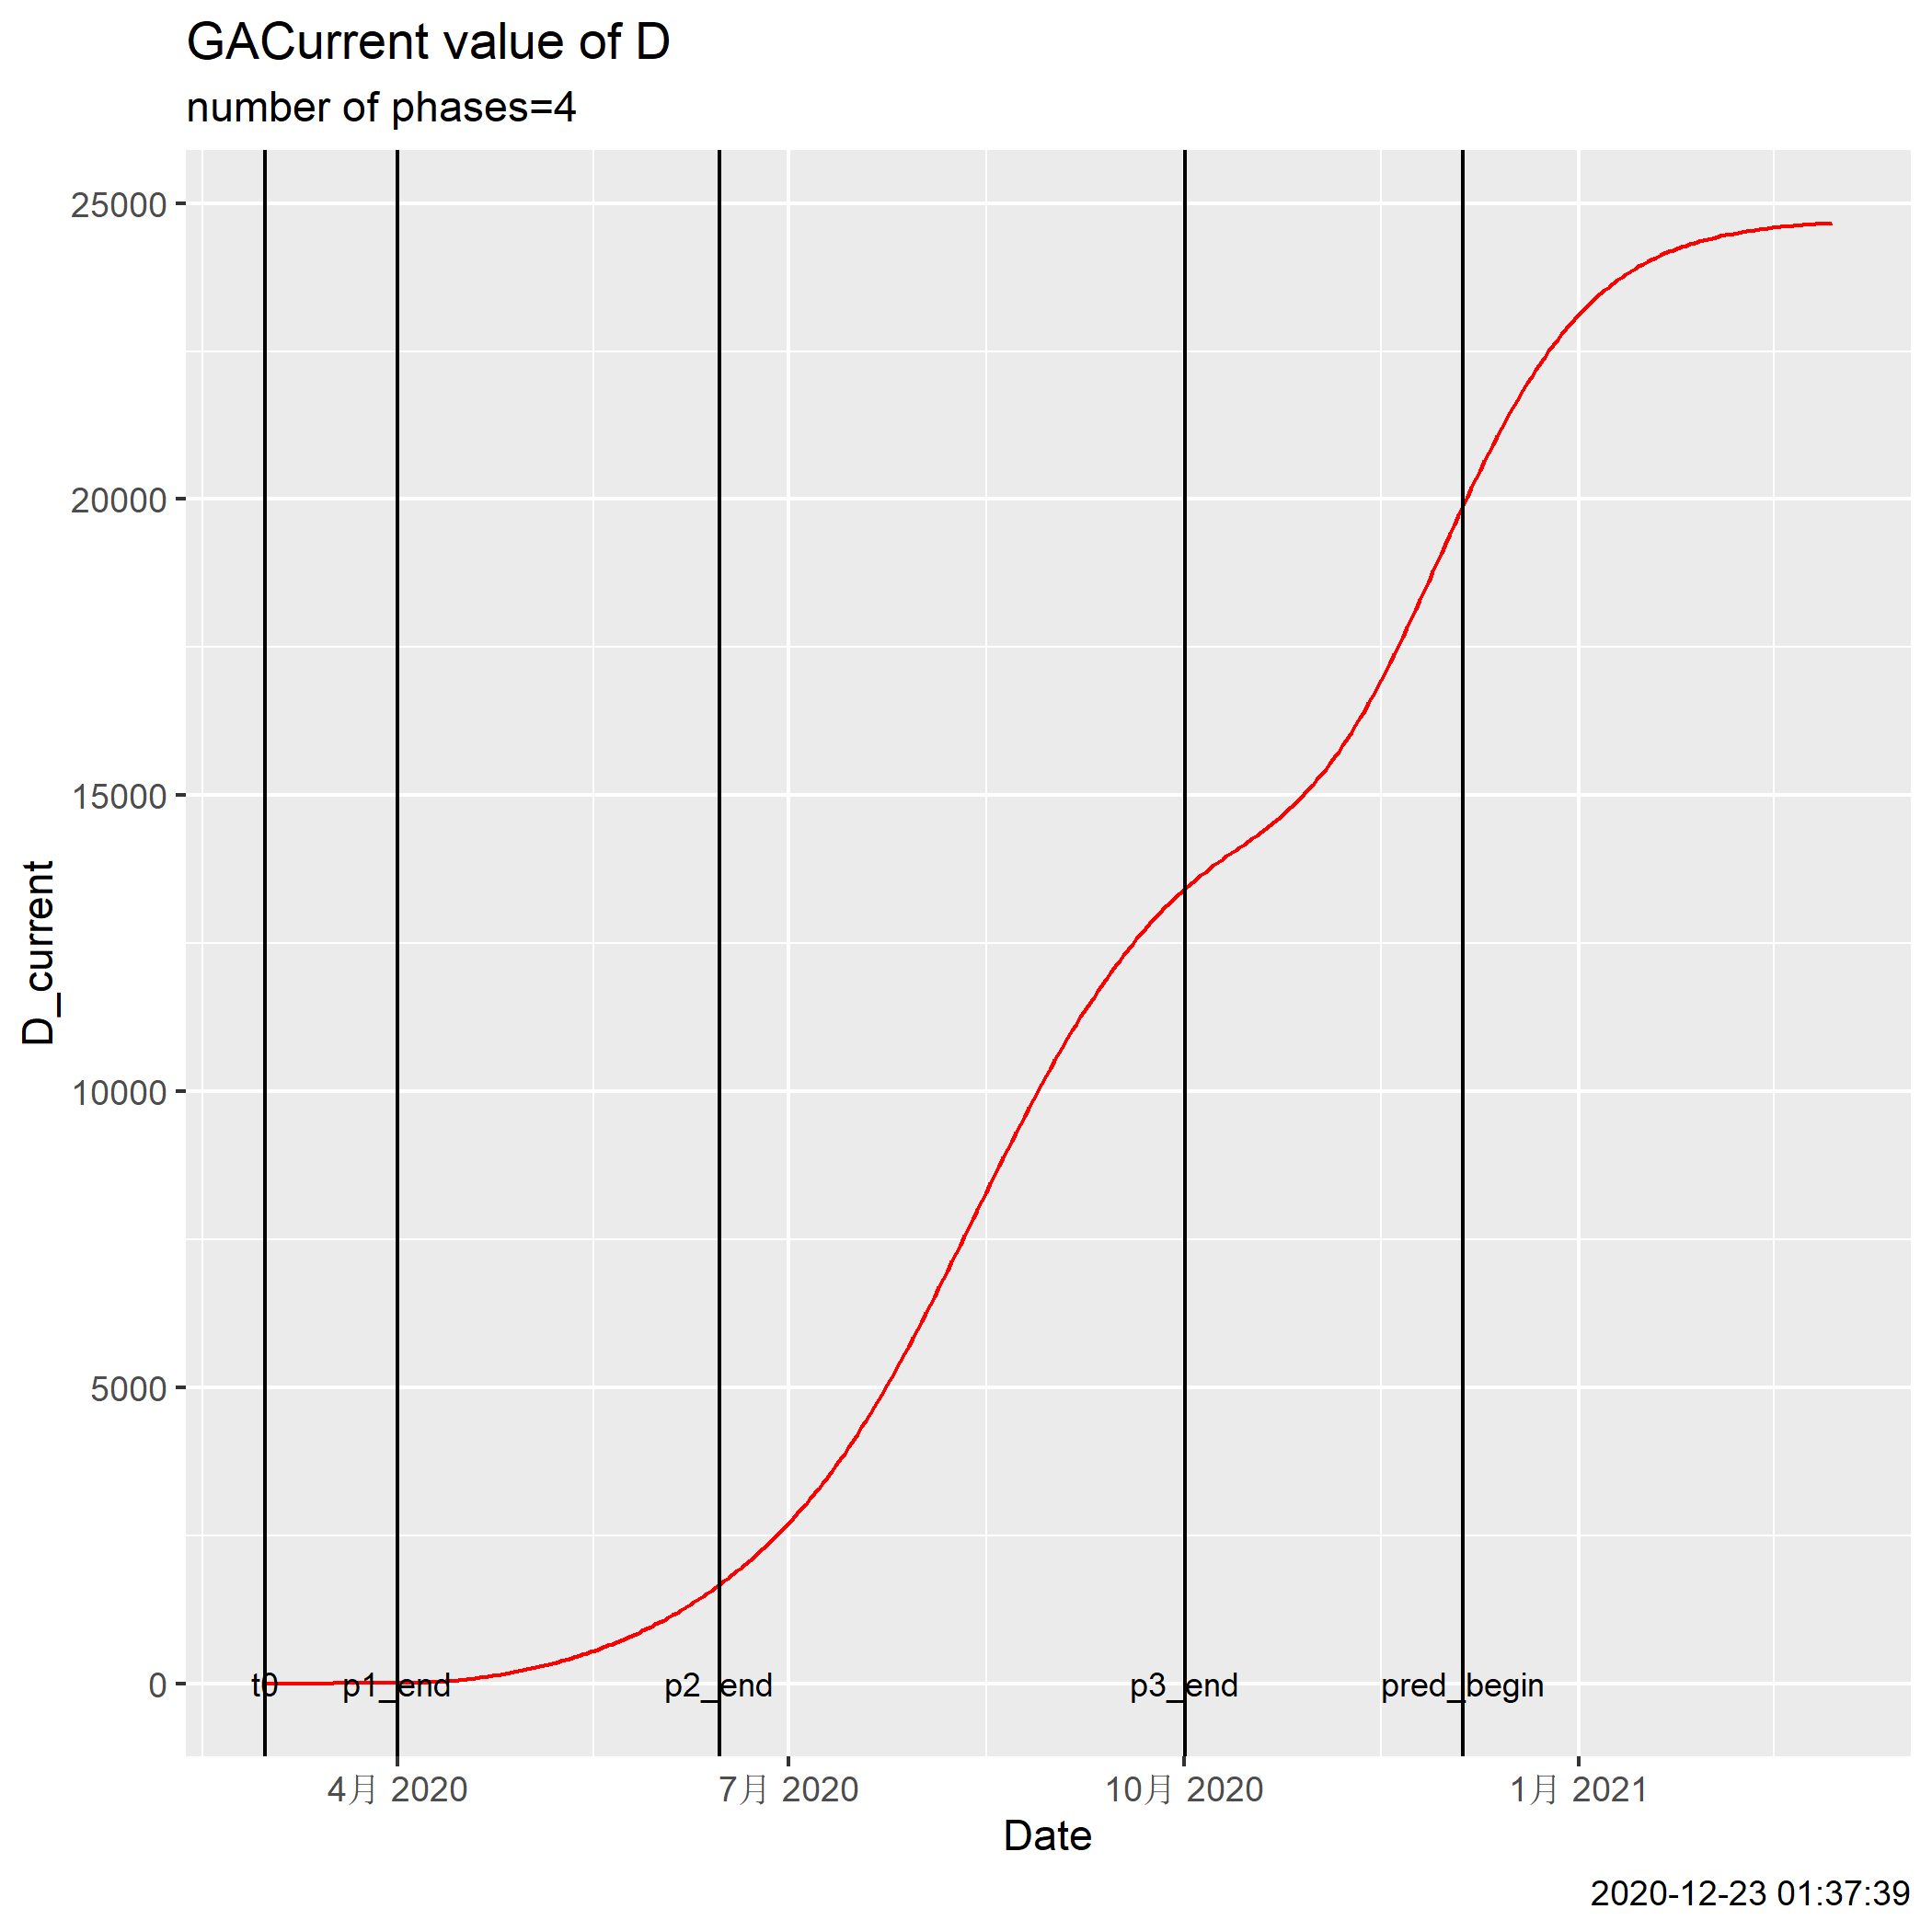 GACurrent value of D
number of phases=4
D_current
25000
20000
15000
10000
5000
0
t0 p1_end p2_end p3_end pred_begin
4月 2020 7月 2020 10月 2020 1月 2021
Date
2020-12-23 01:37:39